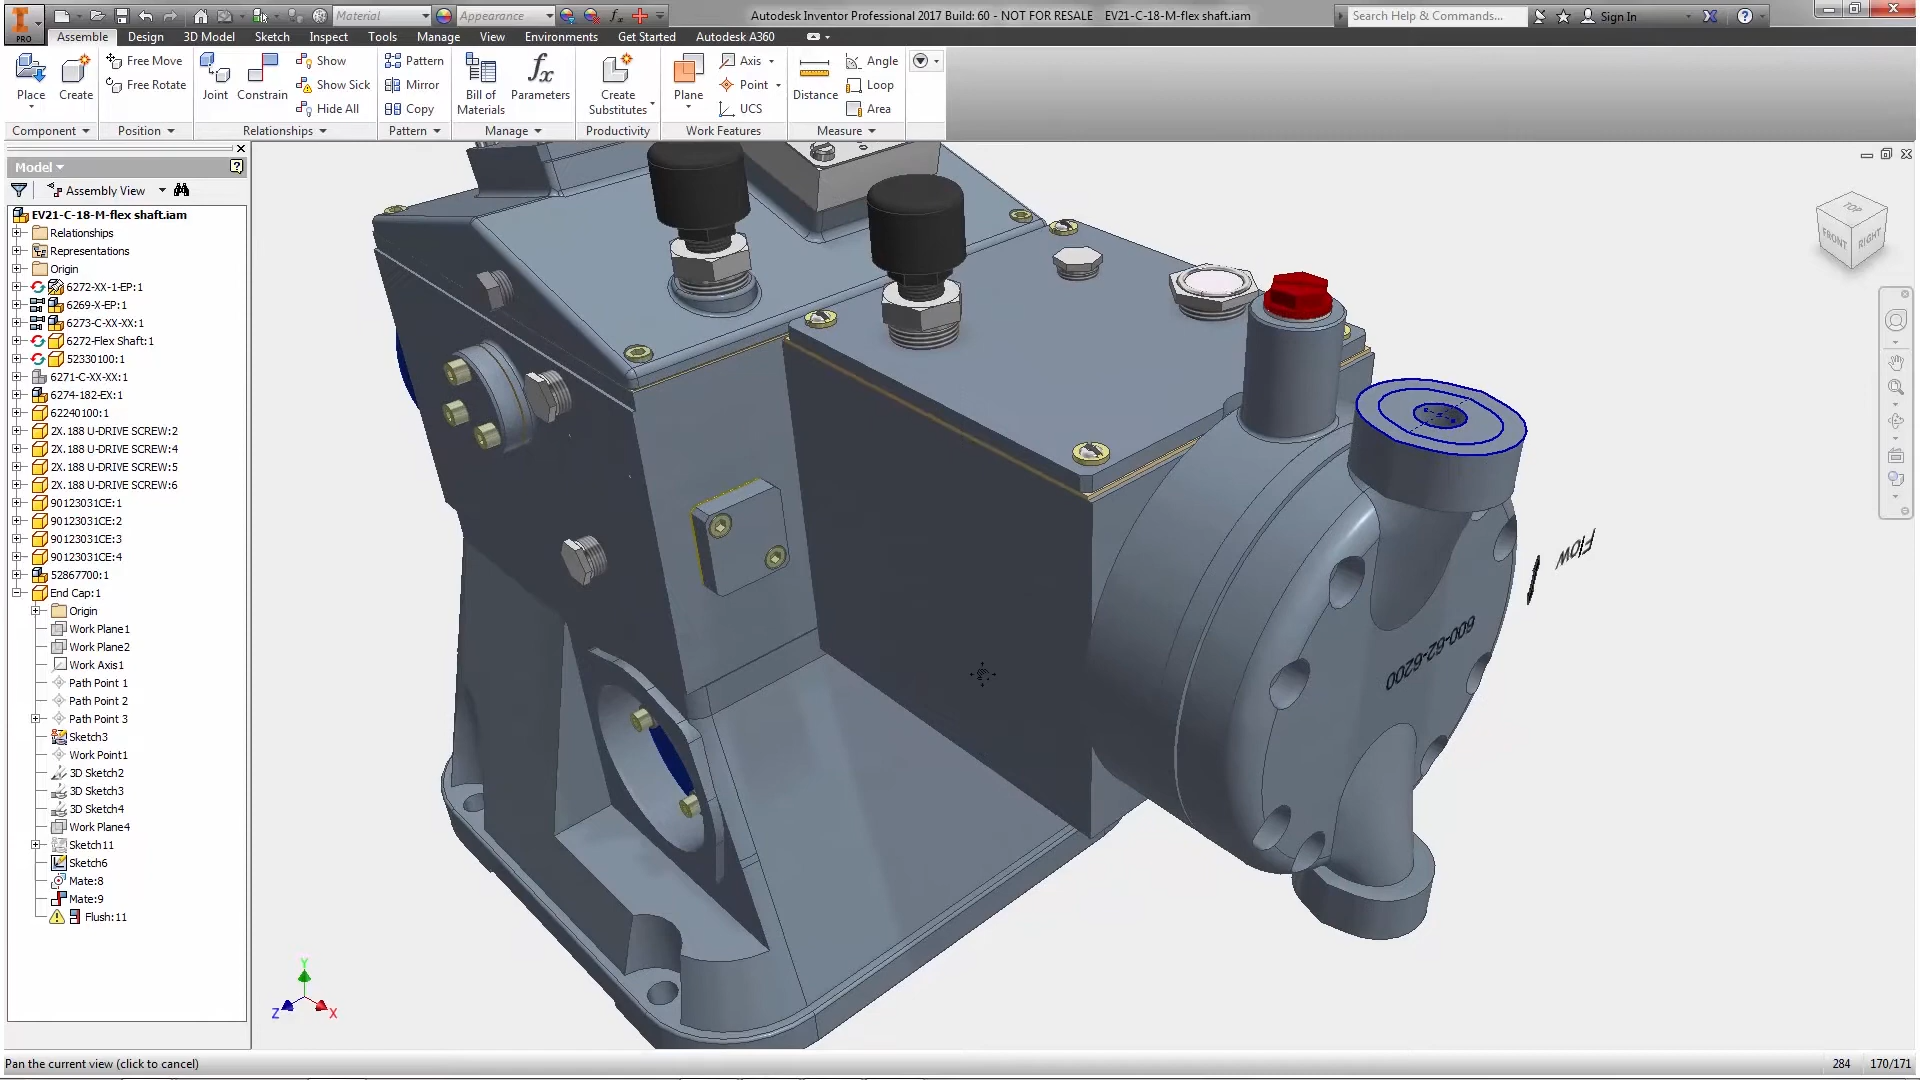 PRO
Material
Appearance
Autodesk Inventor Professional 2017 Build: 60 - NOT FOR RESALE EV21-C-18-M-flex shaft.iam
Search Help & Commands...
Sign In
Assemble Design 3D Model Sketch Inspect Tools Manage View Environments Get Started Autodesk A360
Place
Create
Free Move
Free Rotate
Joint
Constrain
Show
Show Sick
Hide All
Pattern
Mirror
Copy
Bill of
Materials
fx
Parameters
Create
Substitutes
Plane
Axis
Point
UCS
Distance
Angle
Loop
Area
Component Position Relationships Pattern Manage Productivity Work Features Measure
Model
Assembly View
EV21-C-18-M-flex shaft.iam
Relationships
Representations
Origin
6272-XX-1-EP:1
6269-X-EP:1
6273-C-XX-XX:1
6272-Flex Shaft:1
52330100:1
6271-C-XX-XX:1
6274-182-EX:1
62240100:1
2X.188 U-DRIVE SCREW:2
2X.188 U-DRIVE SCREW:4
2X.188 U-DRIVE SCREW:5
2X.188 U-DRIVE SCREW:6
90123031CE:1
90123031CE:2
90123031CE:3
90123031CE:4
52867700:1
End Cap:1
Origin
Work Plane1
Work Plane2
Work Axis1
Path Point 1
Path Point 2
Path Point 3
Sketch3
Work Point1
3D Sketch2
3D Sketch3
3D Sketch4
Work Plane4
Sketch11
Sketch6
Mate:8
Mate:9
Flush:11
TOP
FRONT
RIGHT
FLOW
600-62-6200
Y
Z
X
Pan the current view (click to cancel)
284
170/171